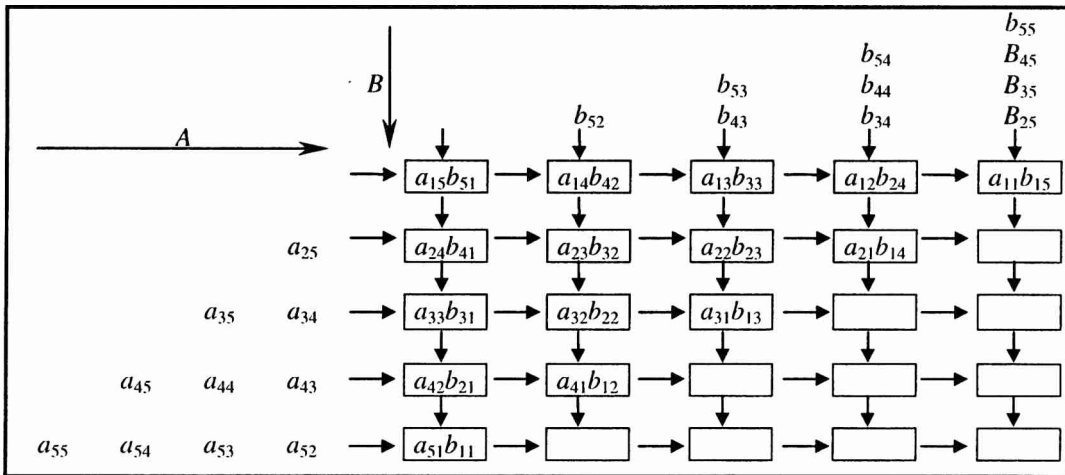 b₅₅
b₅₄ B₄₅
B b₅₃ b₄₄ B₃₅
b₅₂ b₄₃ b₃₄ B₂₅
A
a₁₅b₅₁ a₁₄b₄₂ a₁₃b₃₃ a₁₂b₂₄ a₁₁b₁₅
a₂₅ a₂₄b₄₁ a₂₃b₃₂ a₂₂b₂₃ a₂₁b₁₄
a₃₅ a₃₄ a₃₃b₃₁ a₃₂b₂₂ a₃₁b₁₃
a₄₅ a₄₄ a₄₃ a₄₂b₂₁ a₄₁b₁₂
a₅₅ a₅₄ a₅₃ a₅₂ a₅₁b₁₁